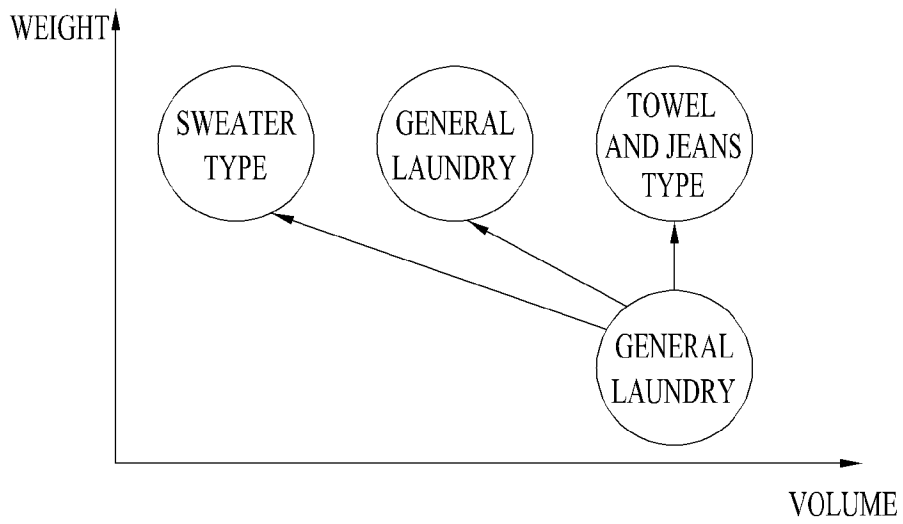 WEIGHT
SWEATER
TYPE
GENERAL
LAUNDRY
TOWEL
AND JEANS
TYPE
GENERAL
LAUNDRY
VOLUME